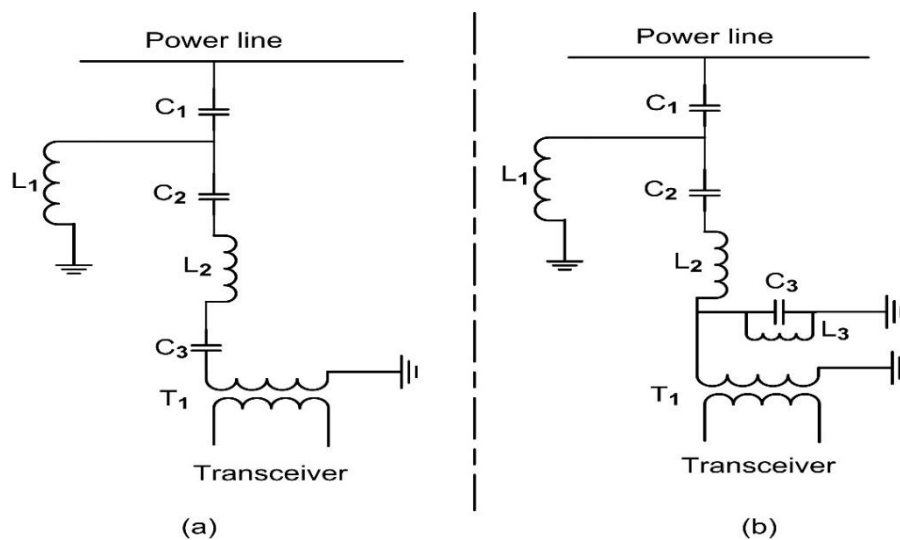 Power line
C1
L1
C2
L2
C3
T1
Transceiver
(a)
Power line
C1
L1
C2
L2
C3
L3
T1
Transceiver
(b)